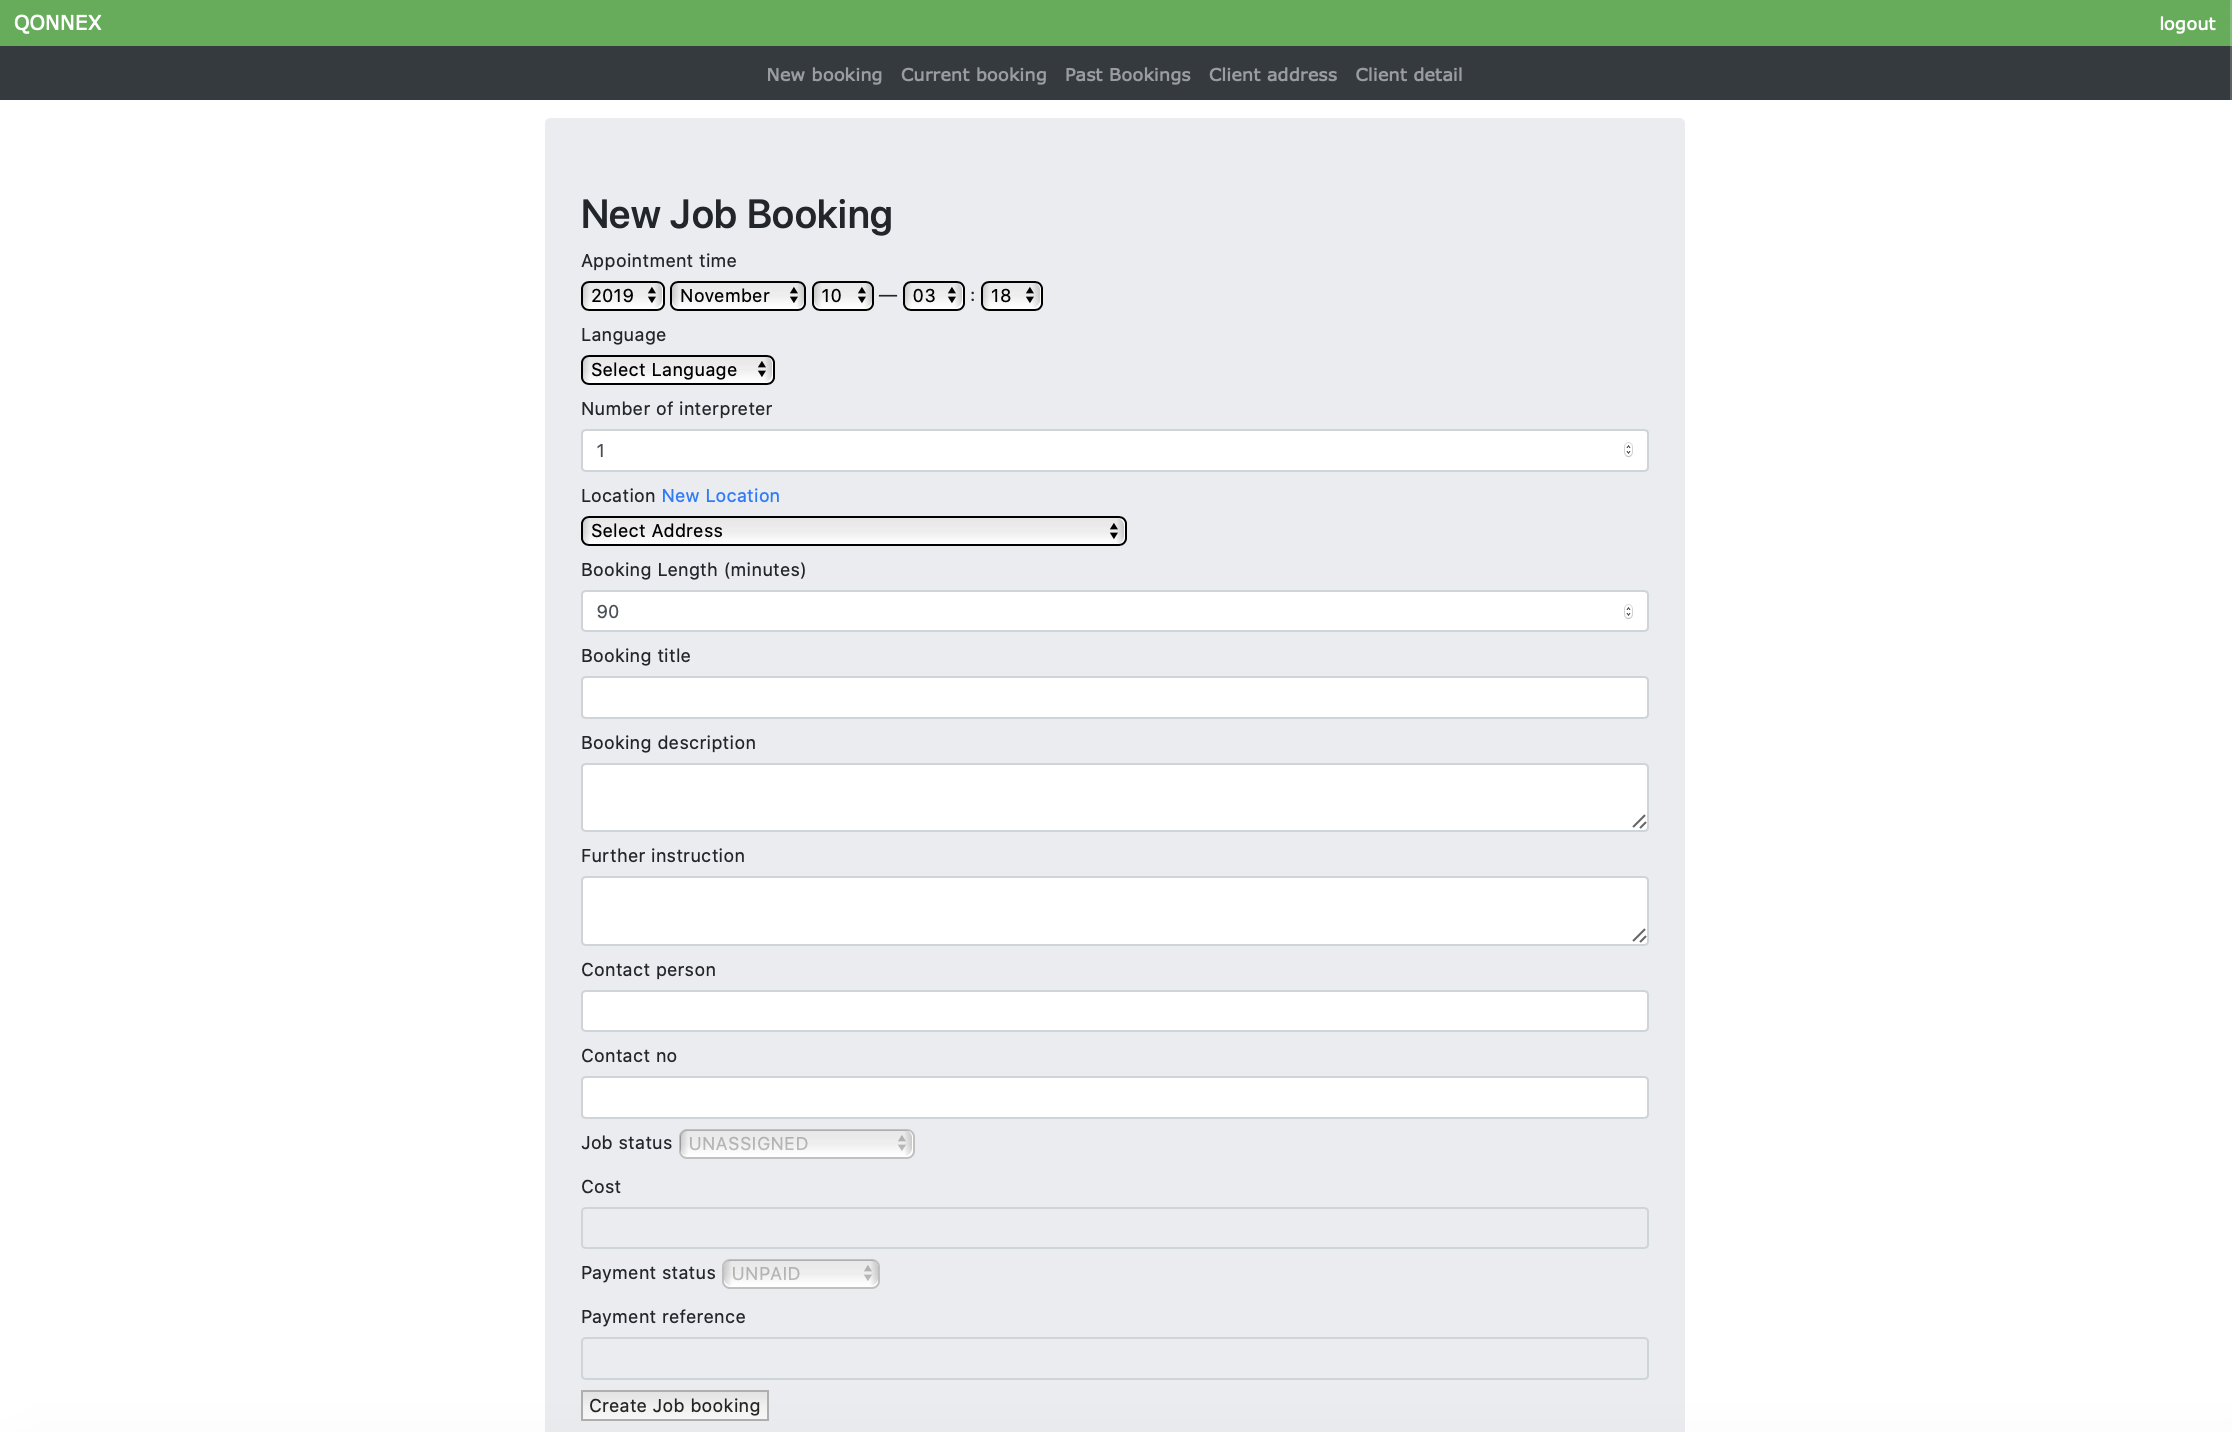 QONNEX logout
New booking Current booking Past Bookings Client address Client detail
New Job Booking
Appointment time
2019 November 10 — 03 : 18
Language
Select Language
Number of interpreter
1
Location New Location
Select Address
Booking Length (minutes)
90
Booking title
Booking description
Further instruction
Contact person
Contact no
Job status UNASSIGNED
Cost
Payment status UNPAID
Payment reference
Create Job booking